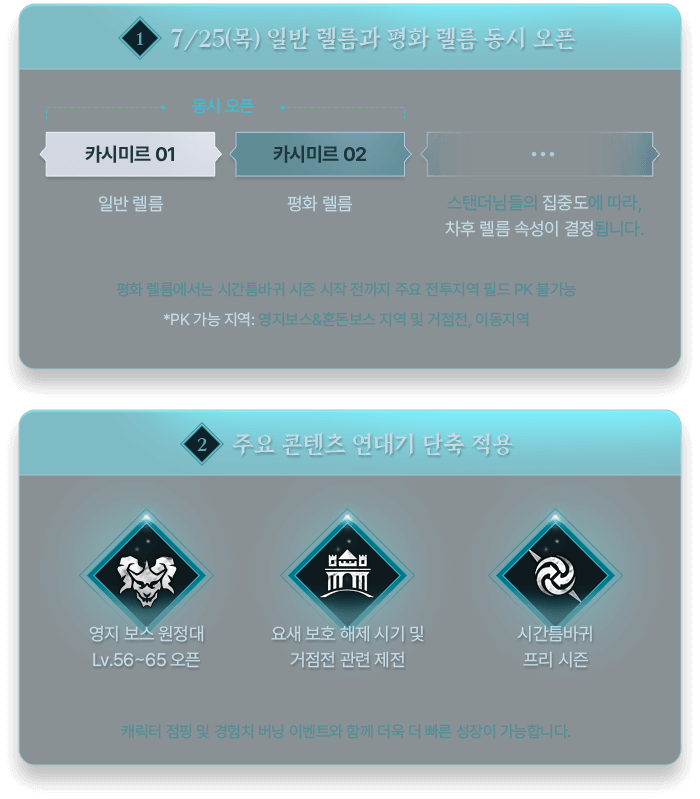 1 7/25(목) 일반 렐름과 평화 렐름 동시 오픈
동시 오픈
카시미르 01
카시미르 02
•••
일반 렐름
평화 렐름
스탠더님들의 집중도에 따라,
차후 렐름 속성이 결정됩니다.
평화 렐름에서는 시간틈바귀 시즌 시작 전까지 주요 전투지역 필드 PK 불가능
*PK 가능 지역: 영지보스&혼돈보스 지역 및 거점전, 이동지역
2 주요 콘텐츠 연대기 단축 적용
영지 보스 원정대
Lv.56~65 오픈
요새 보호 해제 시기 및
거점전 관련 제전
시간틈바귀
프리 시즌
캐릭터 점핑 및 경험치 버닝 이벤트와 함께 더욱 더 빠른 성장이 가능합니다.